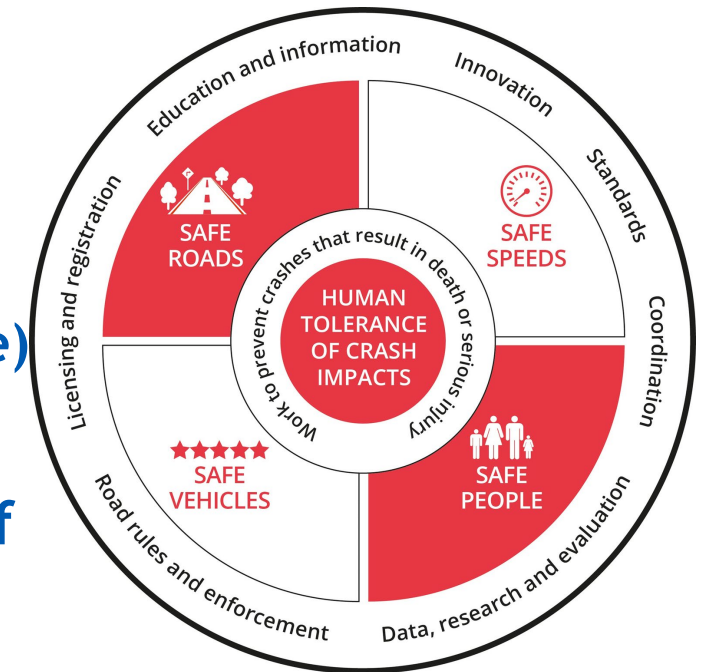 Education and information
Innovation
Standards
Coordination
Data, research and evaluation
Road rules and enforcement
Licensing and registration
SAFE
ROADS
SAFE
SPEEDS
Work to prevent crashes that result in death or serious injury
HUMAN
TOLERANCE
OF CRASH
IMPACTS
SAFE
VEHICLES
SAFE
PEOPLE
e)
f